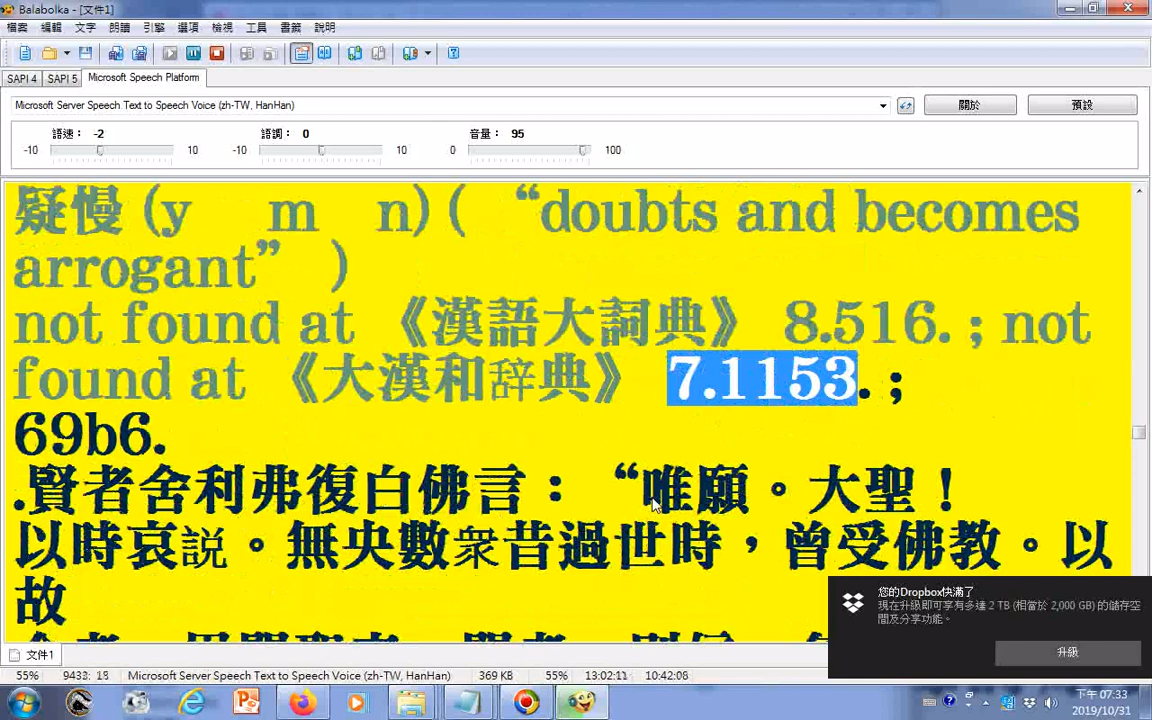 Balabolka - [文件1]
檔案 編輯 文字 朗讀 引擎 選項 檢視 工具 書籤 說明
SAPI 4 SAPI 5 Microsoft Speech Platform
Microsoft Server Speech Text to Speech Voice (zh-TW, HanHan) 關於 預設
語速： -2 語調： 0 音量： 95
-10 10 -10 10 0 100
疑慢 (y m n) ( “doubts and becomes
arrogant” )
not found at 《漢語大詞典》 8.516. ; not
found at 《大漢和辞典》 7.1153. ;
69b6.
.賢者舍利弗復白佛言：“唯願。大聖！
以時哀説。無央數衆昔過世時，曾受佛教。以
故
您的Dropbox快滿了
現在升級即可享有多達 2 TB (相當於 2,000 GB) 的儲存空
間及分享功能。
升級
文件1
55% 9433: 18 Microsoft Server Speech Text to Speech Voice (zh-TW, HanHan) 369 KB 55% 13:02:11 10:42:08
下午 07:33
2019/10/31